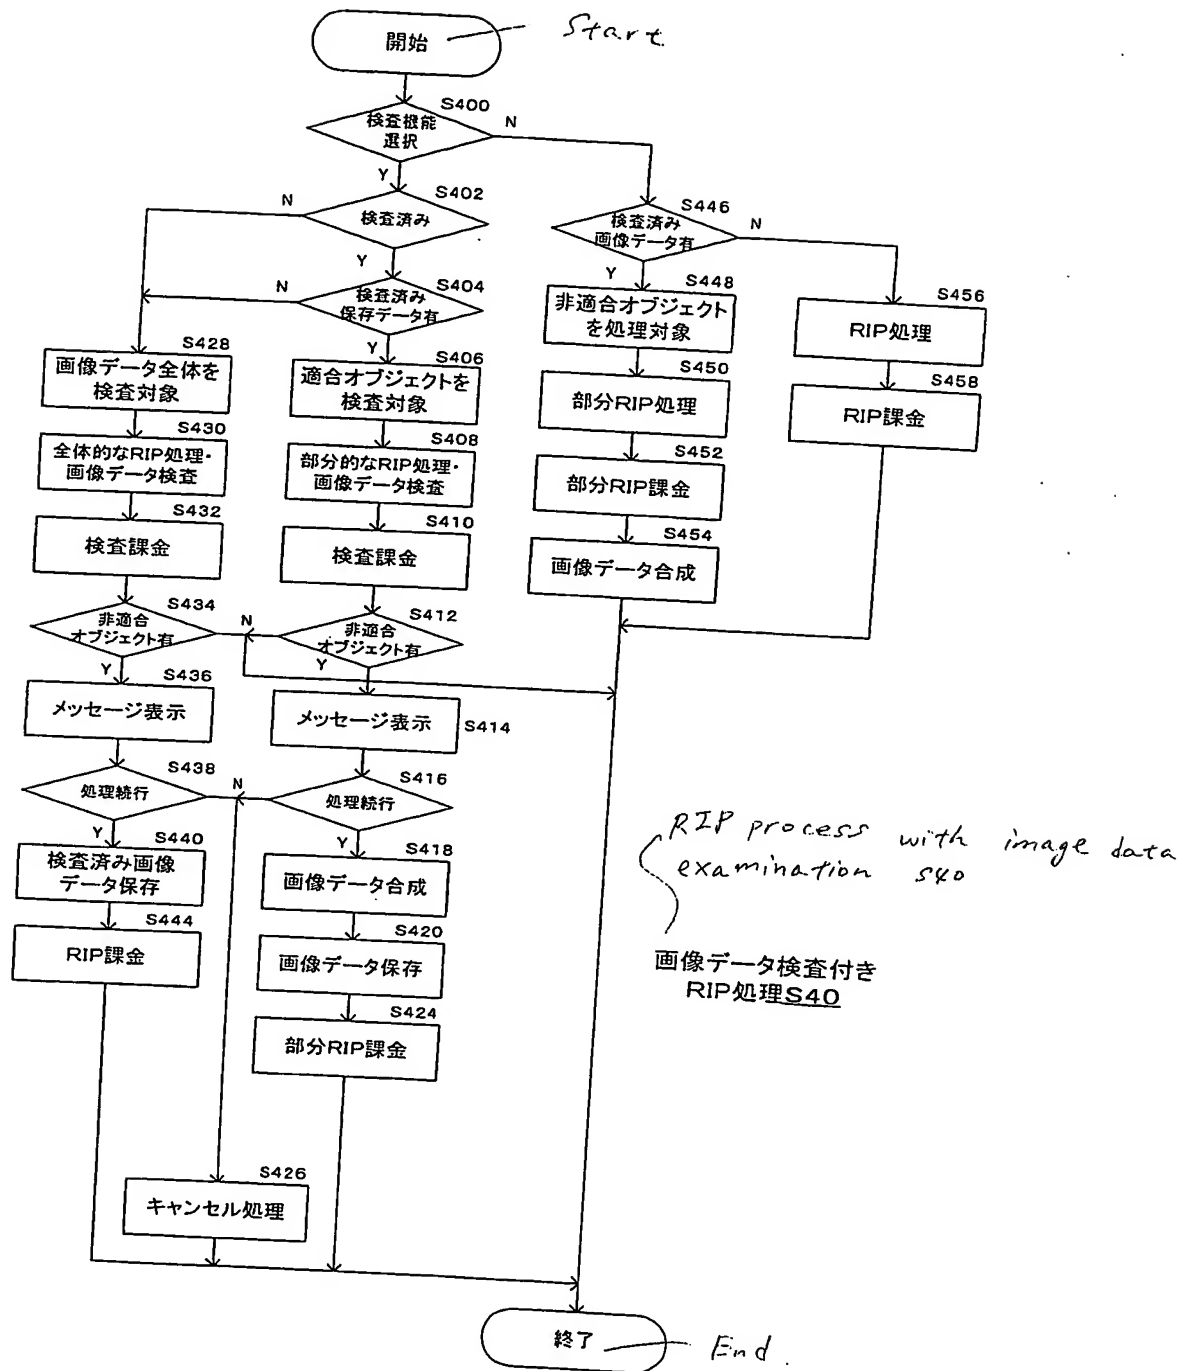 開始
Start
S400
検査機能
選択
N
Y
S402
検査済み
N
Y
S446
検査済み
画像データ有
N
Y
S404
検査済み
保存データ有
N
Y
S448
非適合オブジェクト
を処理対象
S456
RIP処理
S428
画像データ全体を
検査対象
S406
適合オブジェクトを
検査対象
S450
部分RIP処理
S458
RIP課金
S430
全体的なRIP処理・
画像データ検査
S408
部分的なRIP処理・
画像データ検査
S452
部分RIP課金
S432
検査課金
S410
検査課金
S454
画像データ合成
S434
非適合
オブジェクト有
N
Y
S412
非適合
オブジェクト有
Y
S436
メッセージ表示
メッセージ表示
S414
S438
処理続行
N
Y
S416
処理続行
Y
S440
検査済み画像
データ保存
S418
画像データ合成
S444
RIP課金
S420
画像データ保存
S424
部分RIP課金
RIP process with image data
examination S40
画像データ検査付き
RIP処理S40
S426
キャンセル処理
終了
End.